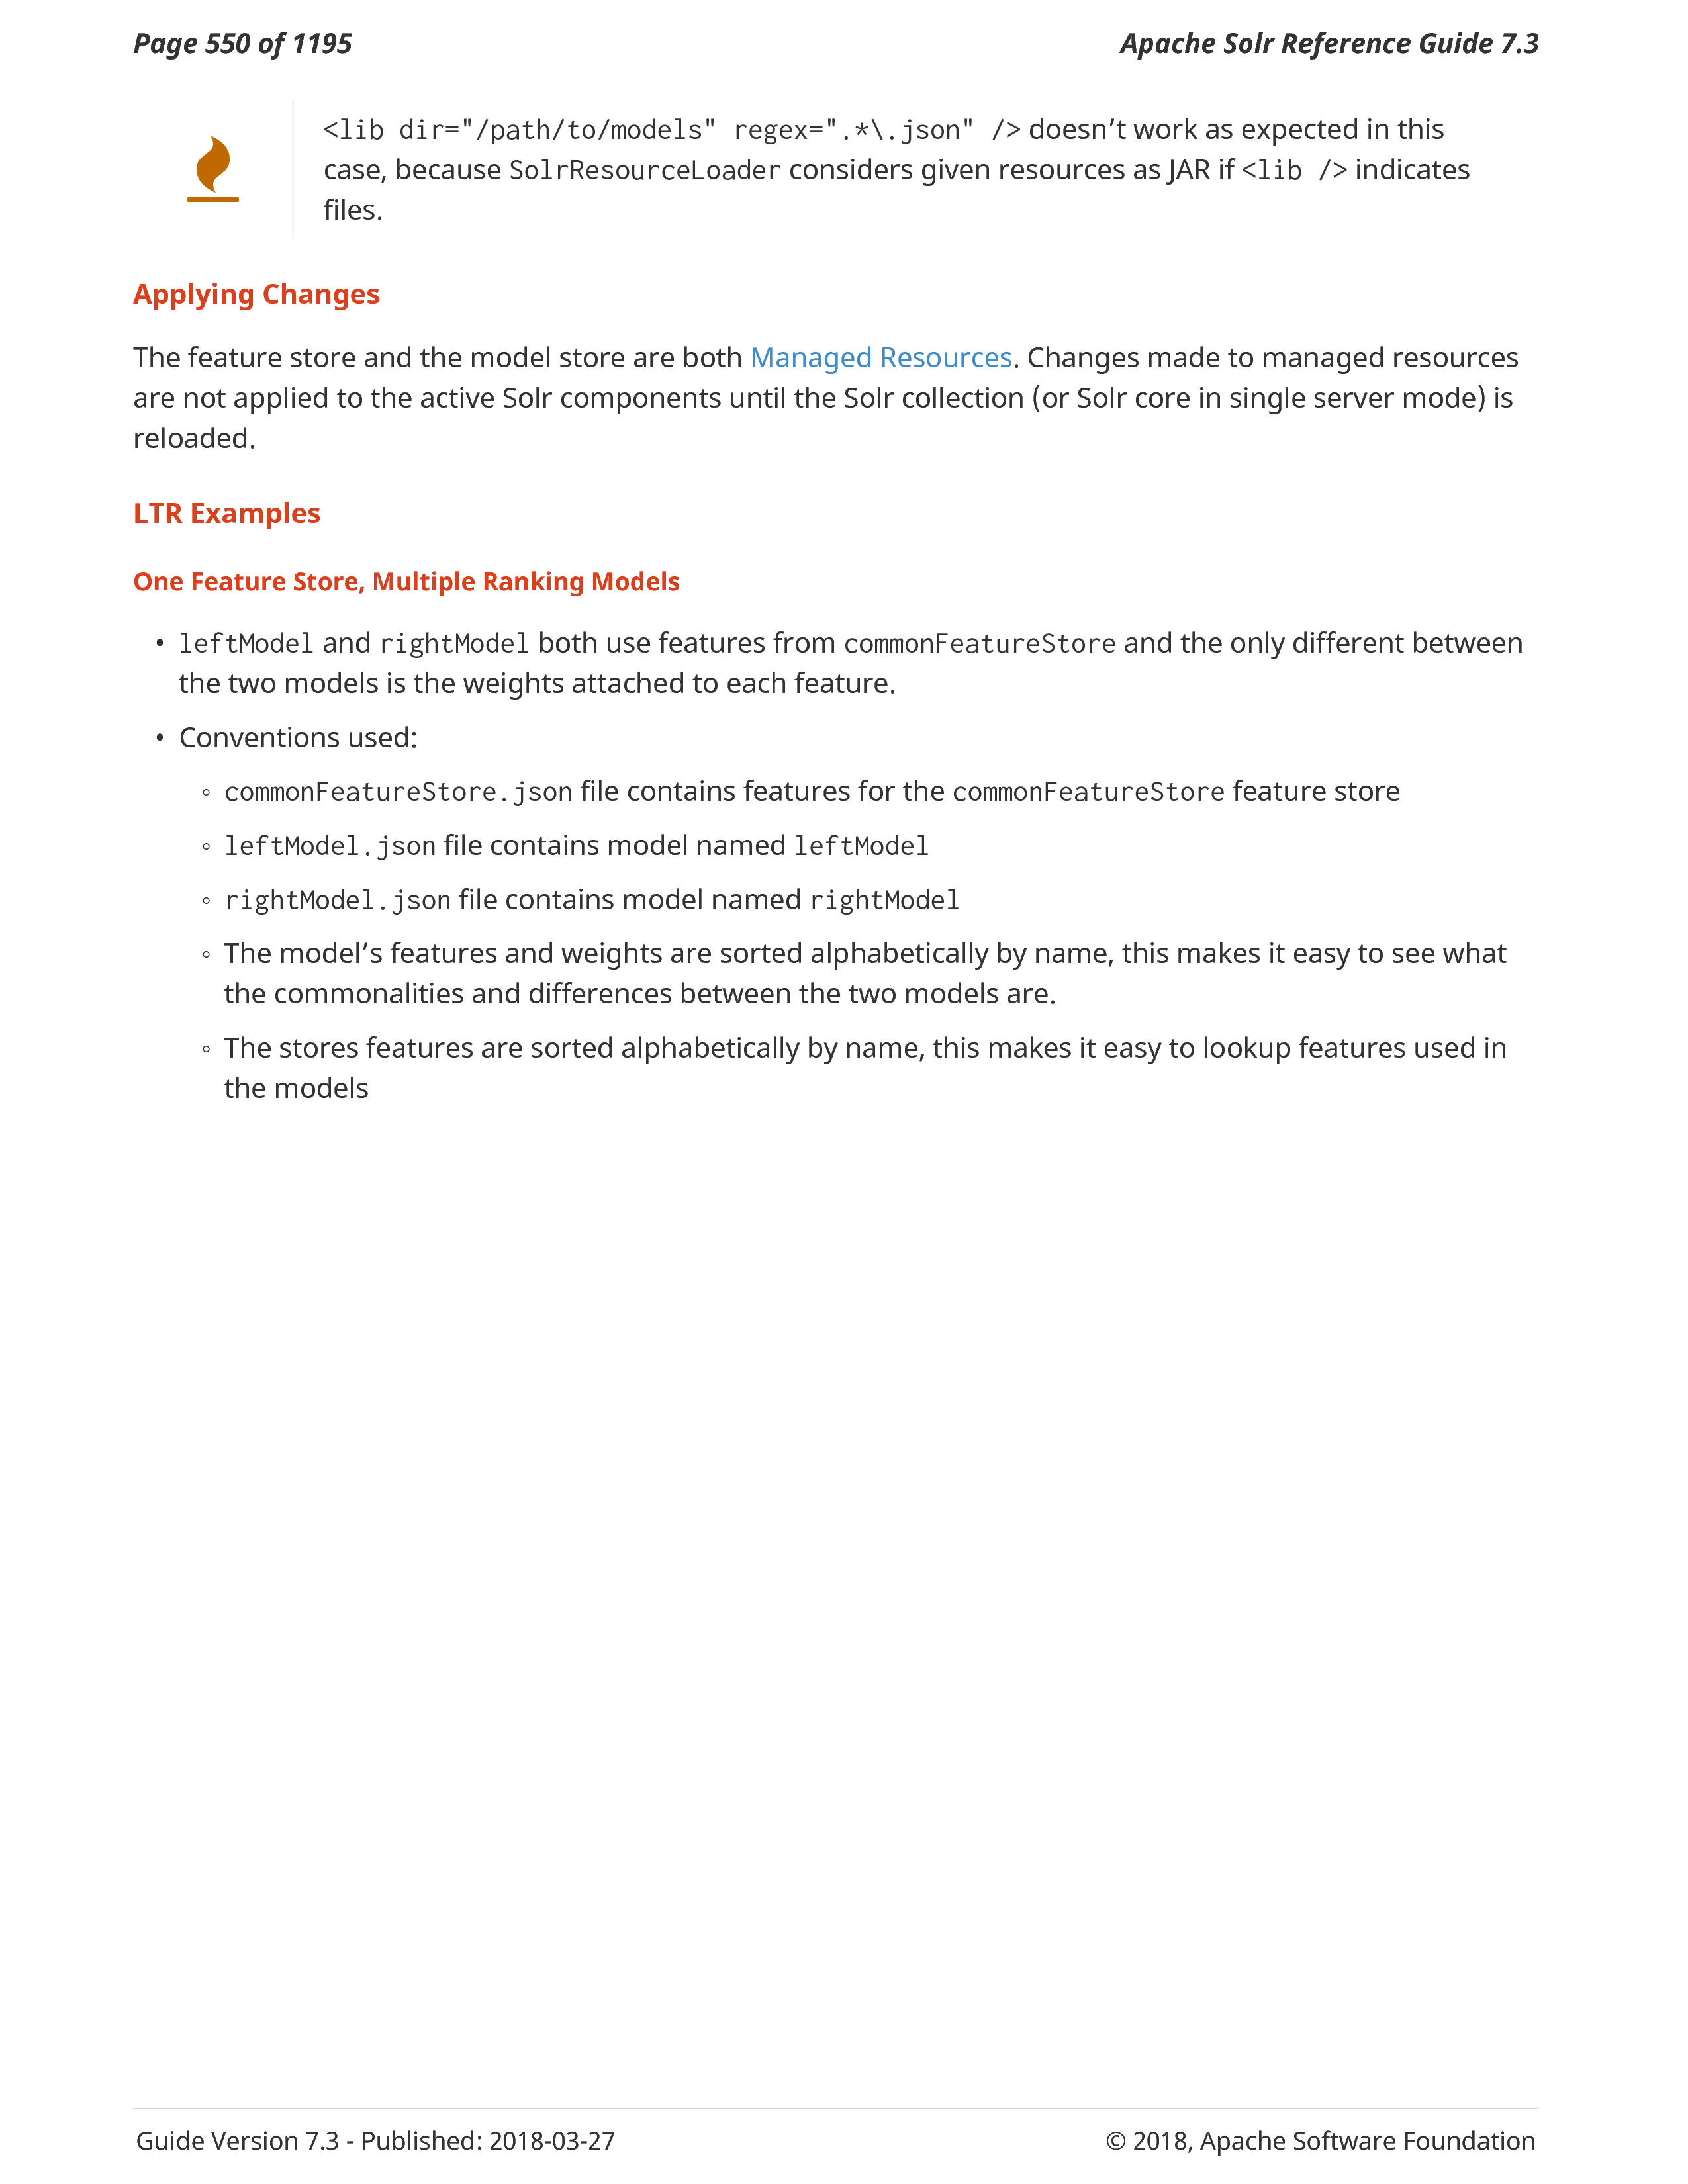 Page 550 of 1195
Apache Solr Reference Guide 7.3
<lib dir="/path/to/models" regex=".*\.json" /> doesn’t work as expected in this
case, because SolrResourceLoader considers given resources as JAR if <lib /> indicates
files.
Applying Changes
The feature store and the model store are both Managed Resources. Changes made to managed resources
are not applied to the active Solr components until the Solr collection (or Solr core in single server mode) is
reloaded.
LTR Examples
One Feature Store, Multiple Ranking Models
• leftModel and rightModel both use features from commonFeatureStore and the only different between
the two models is the weights attached to each feature.
• Conventions used:
◦ commonFeatureStore.json file contains features for the commonFeatureStore feature store
◦ leftModel.json file contains model named leftModel
◦ rightModel.json file contains model named rightModel
◦ The model’s features and weights are sorted alphabetically by name, this makes it easy to see what
the commonalities and differences between the two models are.
◦ The stores features are sorted alphabetically by name, this makes it easy to lookup features used in
the models
Guide Version 7.3 - Published: 2018-03-27
© 2018, Apache Software Foundation